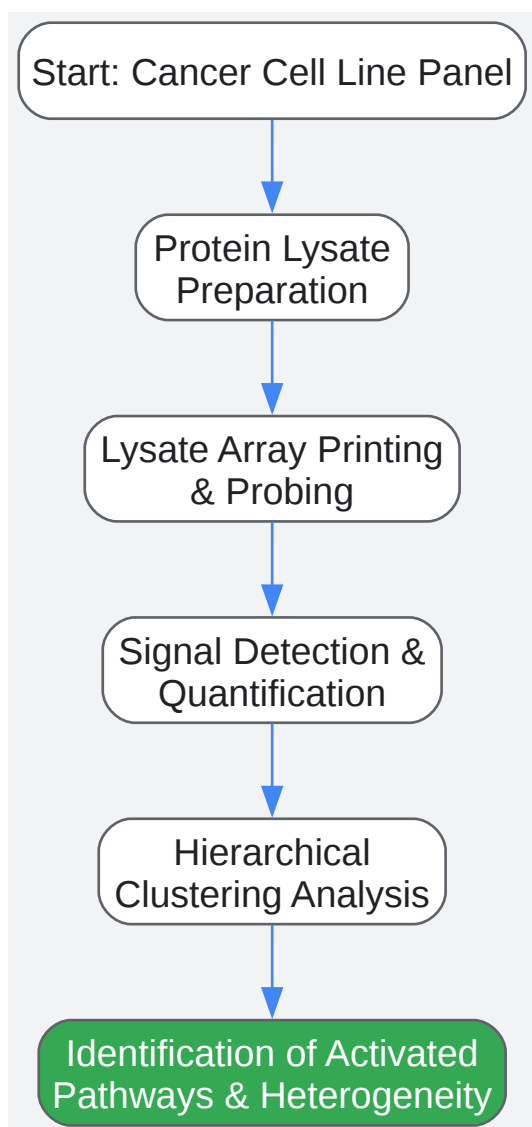 Start: Cancer Cell Line Panel
Protein Lysate
Preparation
Lysate Array Printing
& Probing
Signal Detection &
Quantification
Hierarchical
Clustering Analysis
Identification of Activated
Pathways & Heterogeneity